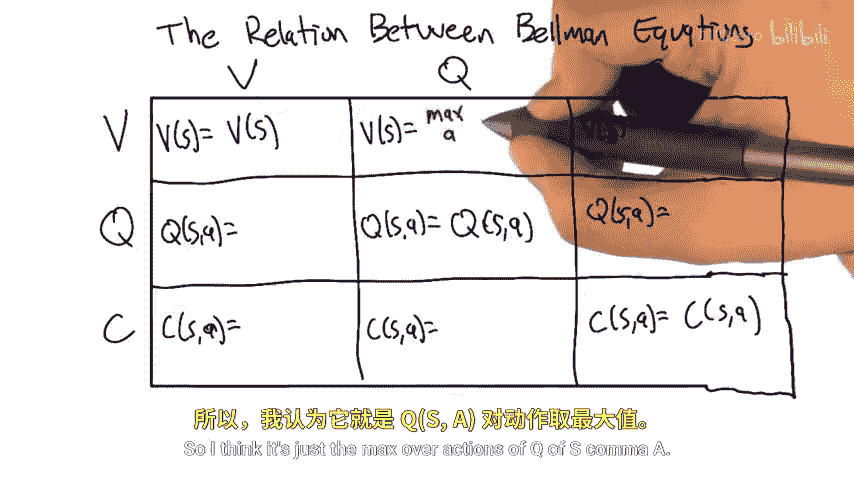 The Relation Between Bellman Equations
bilibili
V Q
V V(s)= V(s) V(s)= max a V(s)
Q Q(s,a)= Q(s,a)= Q(s,a) Q(s,a)=
C C(s,a)= C(s,a)= C(s,a)= C(s,a)
所以，我认为它就是 Q(S, A) 对动作取最大值。
So I think it's just the max over actions of Q of S comma A.